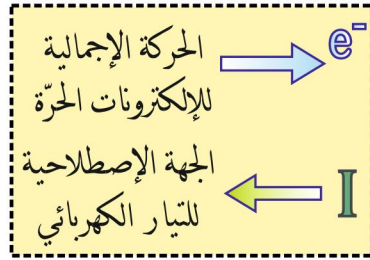 الحركة الإجمالية e-
للإلكترونات الحرّة
الجهة الإصطلاحية
للتيار الكهربائي I